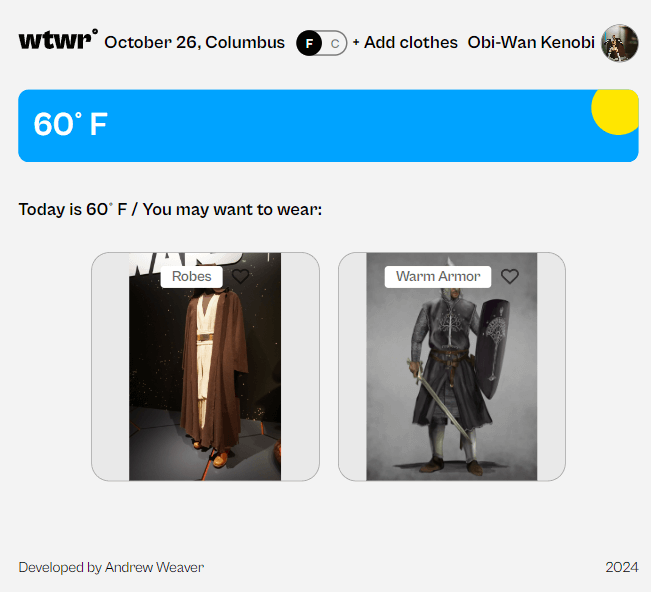 wtwr° October 26, Columbus F C + Add clothes Obi-Wan Kenobi
60° F
Today is 60° F / You may want to wear:
Robes
Warm Armor
Developed by Andrew Weaver
2024